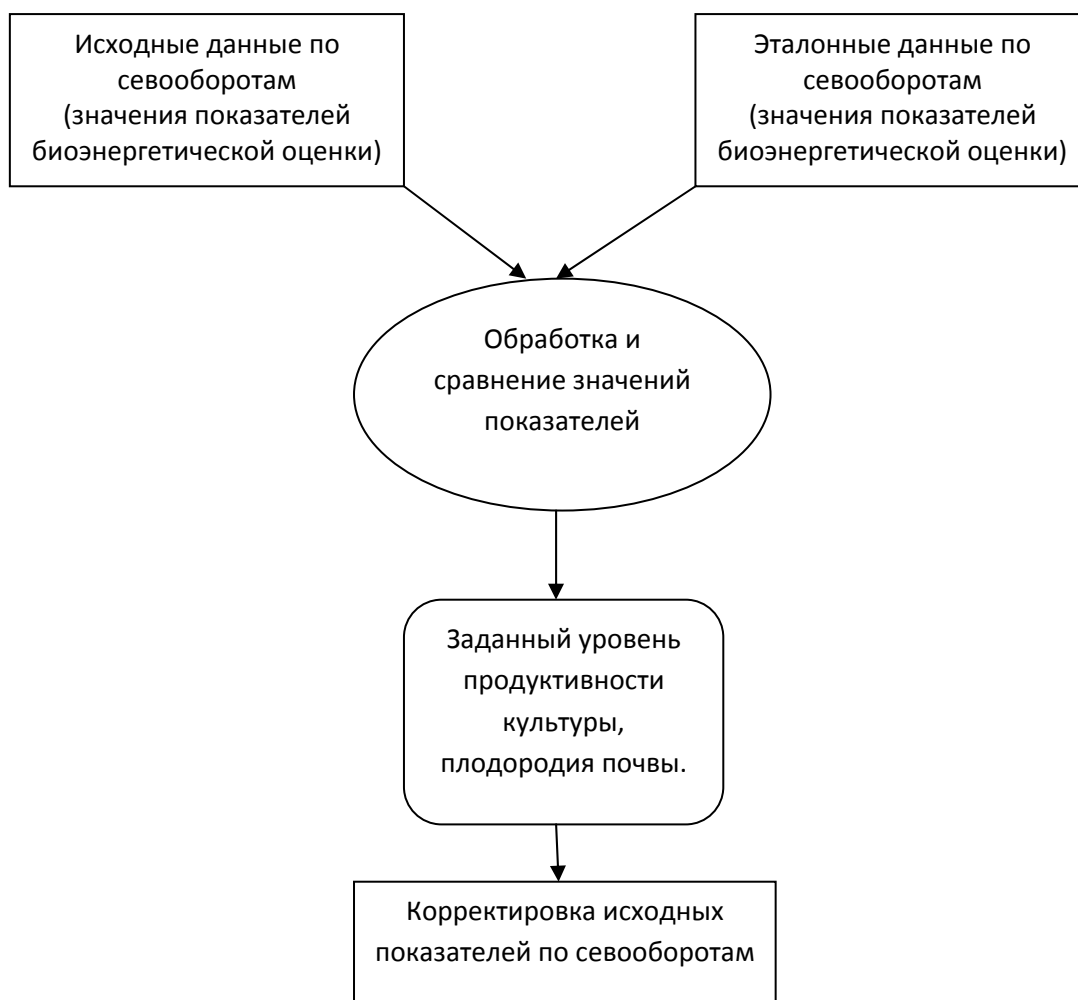 Исходные данные по
севооборотам
(значения показателей
биоэнергетической оценки)
Эталонные данные по
севооборотам
(значения показателей
биоэнергетической оценки)
Обработка и
сравнение значений
показателей
Заданный уровень
продуктивности
культуры,
плодородия почвы.
Корректировка исходных
показателей по севооборотам